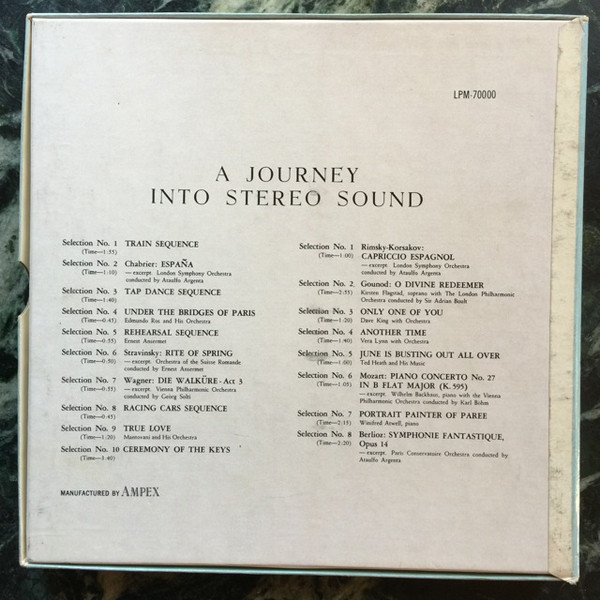 LPM-70000
A JOURNEY
INTO STEREO SOUND
Selection No. 1 TRAIN SEQUENCE
(Time—1:55)
Selection No. 2 Chabrier: ESPAÑA
(Time—1:10) —excerpt. London Symphony Orchestra
conducted by Ataulfo Argenta
Selection No. 3 TAP DANCE SEQUENCE
(Time—1:40)
Selection No. 4 UNDER THE BRIDGES OF PARIS
(Time—0:45) Edmundo Ros and His Orchestra
Selection No. 5 REHEARSAL SEQUENCE
(Time—0:55) Ernest Ansermet
Selection No. 6 Stravinsky: RITE OF SPRING
(Time—0:50) —excerpt. Orchestra of the Suisse Romande
conducted by Ernest Ansermet
Selection No. 7 Wagner: DIE WALKÜRE - Act 3
(Time—0:55) —excerpt. Vienna Philharmonic Orchestra
conducted by Georg Solti
Selection No. 8 RACING CARS SEQUENCE
(Time—0:45)
Selection No. 9 TRUE LOVE
(Time—1:20) Mantovani and His Orchestra
Selection No. 10 CEREMONY OF THE KEYS
(Time—1:40)
MANUFACTURED BY AMPEX
Selection No. 1 Rimsky-Korsakov:
(Time—1:00) CAPRICCIO ESPAGNOL
—excerpt. London Symphony Orchestra
conducted by Ataulfo Argenta
Selection No. 2 Gounod: O DIVINE REDEEMER
(Time—2:55) Kirsten Flagstad, soprano with The London Philharmonic
Orchestra conducted by Sir Adrian Boult
Selection No. 3 ONLY ONE OF YOU
(Time—1:20) Dave King with Orchestra
Selection No. 4 ANOTHER TIME
(Time—1:40) Vera Lynn with Orchestra
Selection No. 5 JUNE IS BUSTING OUT ALL OVER
(Time—1:00) Ted Heath and His Music
Selection No. 6 Mozart: PIANO CONCERTO No. 27
(Time—1:05) IN B FLAT MAJOR (K. 595)
—excerpt. Wilhelm Backhaus, piano with the Vienna
Philharmonic Orchestra conducted by Karl Böhm
Selection No. 7 PORTRAIT PAINTER OF PAREE
(Time—2:15) Winifred Atwell, piano
Selection No. 8 Berlioz: SYMPHONIE FANTASTIQUE,
(Time—2:20) Opus 14
—excerpt. Paris Conservatoire Orchestra conducted by
Ataulfo Argenta